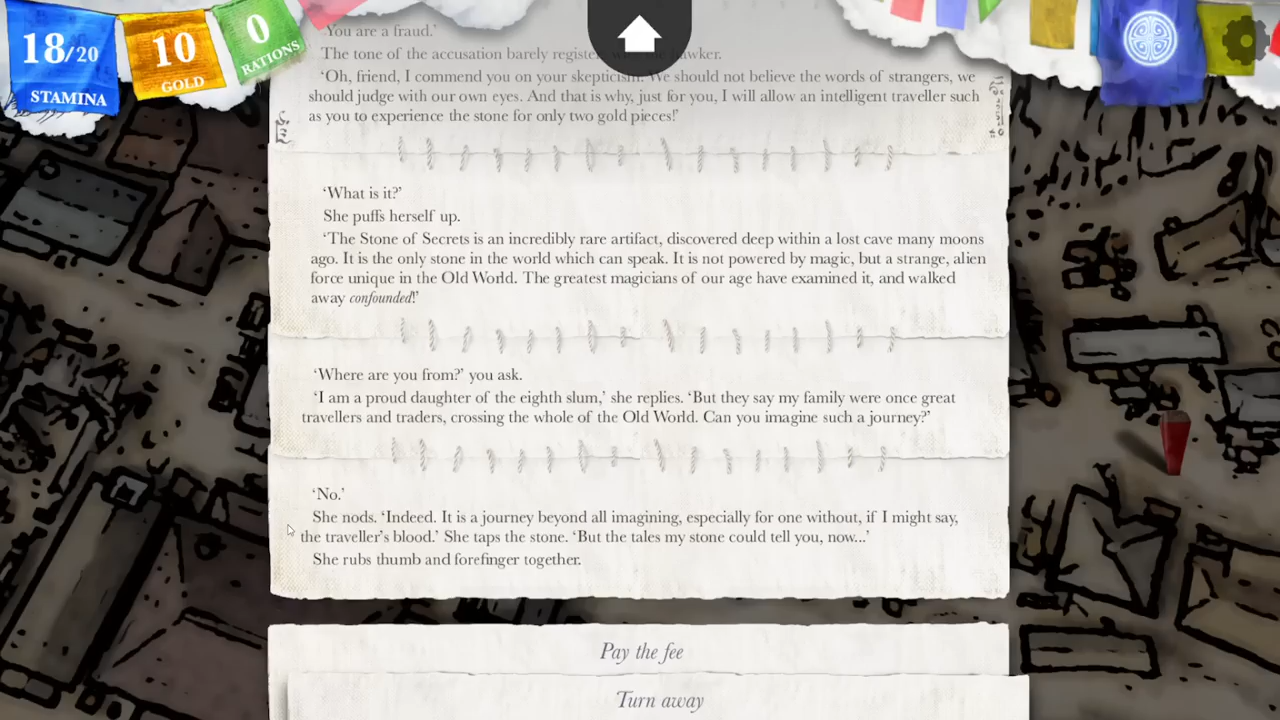 18/20
STAMINA
10
GOLD
0
RATIONS
'You are a fraud.'
The tone of the accusation barely
'Oh, friend, I commend you on your skepticism. We should not believe the words of strangers, we
should judge with our own eyes. And that is why, just for you, I will allow an intelligent traveller such
as you to experience the stone for only two gold pieces!'
'What is it?'
She puffs herself up.
'The Stone of Secrets is an incredibly rare artifact, discovered deep within a lost cave many moons
ago. It is the only stone in the world which can speak. It is not powered by magic, but a strange, alien
force unique in the Old World. The greatest magicians of our age have examined it, and walked
away confounded!'
'Where are you from?' you ask.
'I am a proud daughter of the eighth slum,' she replies. 'But they say my family were once great
travellers and traders, crossing the whole of the Old World. Can you imagine such a journey?'
'No.'
She nods. 'Indeed. It is a journey beyond all imagining, especially for one without, if I might say,
the traveller's blood.' She taps the stone. 'But the tales my stone could tell you, now...'
She rubs thumb and forefinger together.
Pay the fee
Turn away